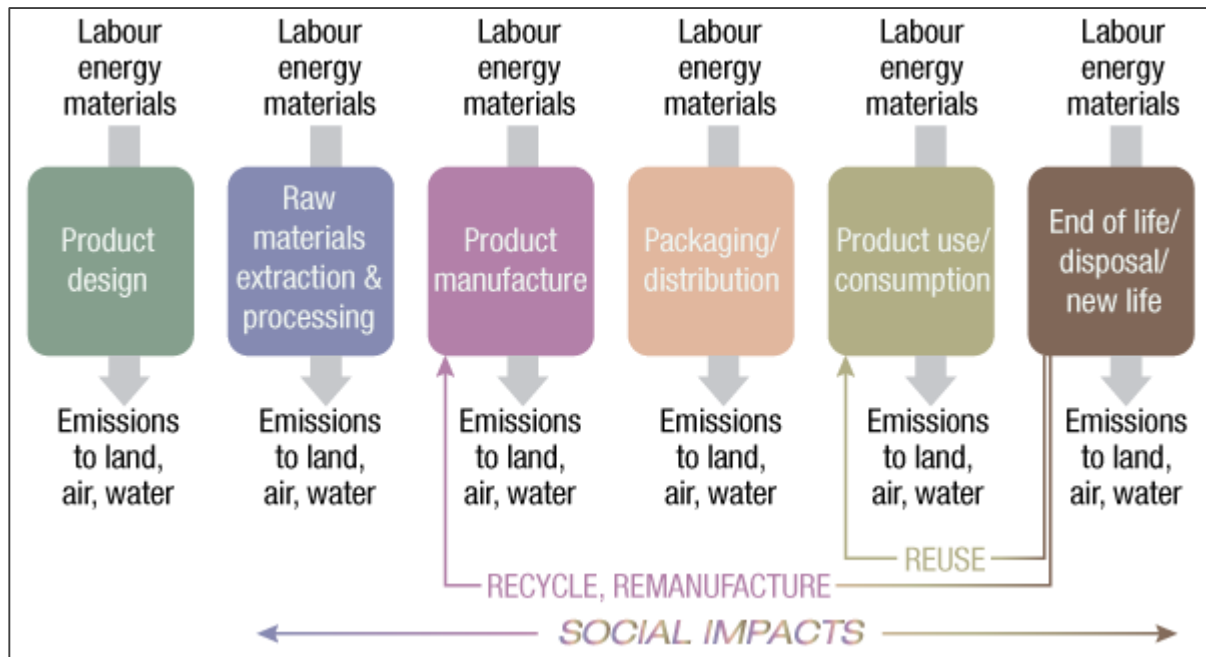 Labour
energy
materials
Labour
energy
materials
Labour
energy
materials
Labour
energy
materials
Labour
energy
materials
Labour
energy
materials
Product
design
Raw
materials
extraction &
processing
Product
manufacture
Packaging/
distribution
Product use/
consumption
End of life/
disposal/
new life
Emissions
to land,
air, water
Emissions
to land,
air, water
Emissions
to land,
air, water
Emissions
to land,
air, water
Emissions
to land,
air, water
Emissions
to land,
air, water
REUSE
RECYCLE, REMANUFACTURE
SOCIAL IMPACTS